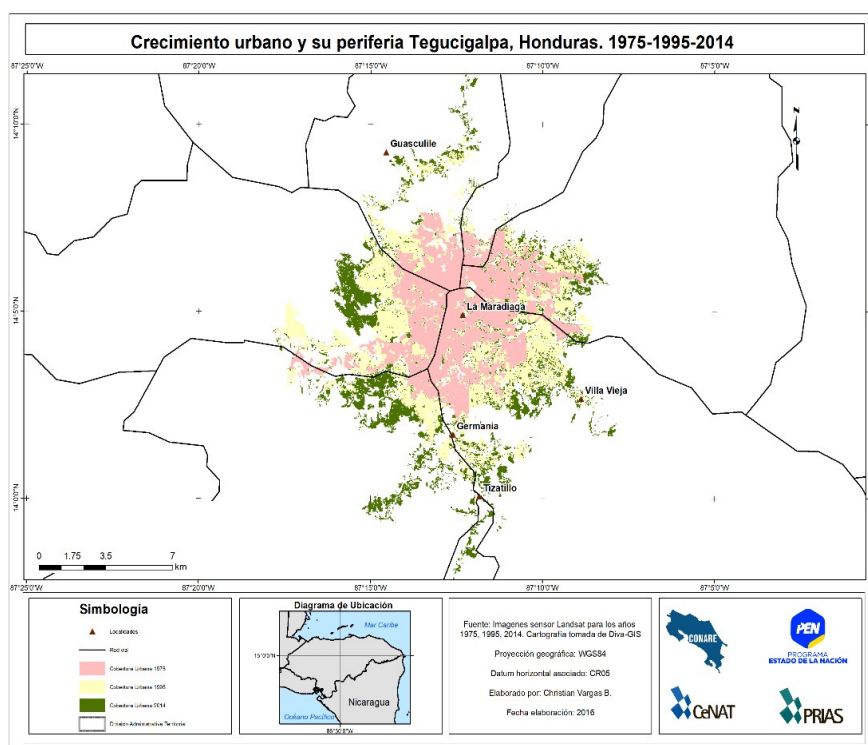 Crecimiento urbano y su periferia Tegucigalpa, Honduras. 1975-1995-2014
87°25'0"W
87°20'0"W
87°15'0"W
87°10'0"W
87°5'0"W
14°10'0"N
14°5'0"N
14°0'0"N
N
Guasculile
La Maradiaga
Villa Vieja
Germania
Tizatillo
0 1.75 3.5 7
km
87°25'0"W
87°20'0"W
87°15'0"W
87°10'0"W
87°5'0"W
Simbología
Localidades
Red vial
Cobertura Urbana 1975
Cobertura Urbana 1995
Cobertura Urbana 2014
División Administrativa Territorial
Diagrama de Ubicación
Mar Caribe
15°0'0"N
Nicaragua
Océano Pacífico
Fuente: Imagenes sensor Landsat para los años
1975, 1995, 2014. Cartografía tomada de Diva-GIS
Proyección geográfica: WGS84
Datum horizontal asociado: CR05
Elaborado por: Christian Vargas B.
Fecha elaboración: 2016
CONARE
PEN
PROGRAMA
ESTADO DE LA NACIÓN
CeNAT
PRIAS